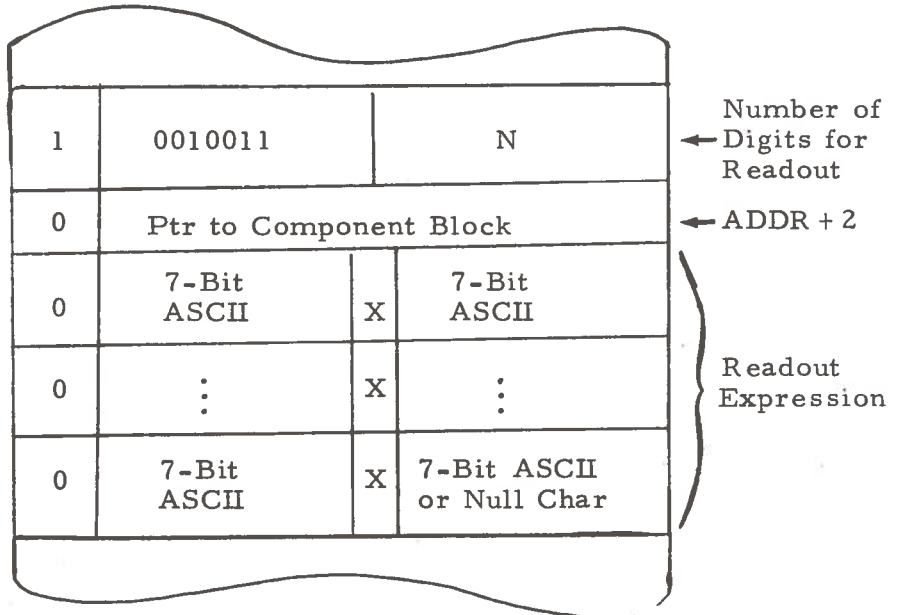 1 0010011 N
Number of
Digits for
Readout
0 Ptr to Component Block
ADDR + 2
0 7-Bit
ASCII X 7-Bit
ASCII
0 ⋮ X ⋮
0 7-Bit
ASCII X 7-Bit ASCII
or Null Char
Readout
Expression